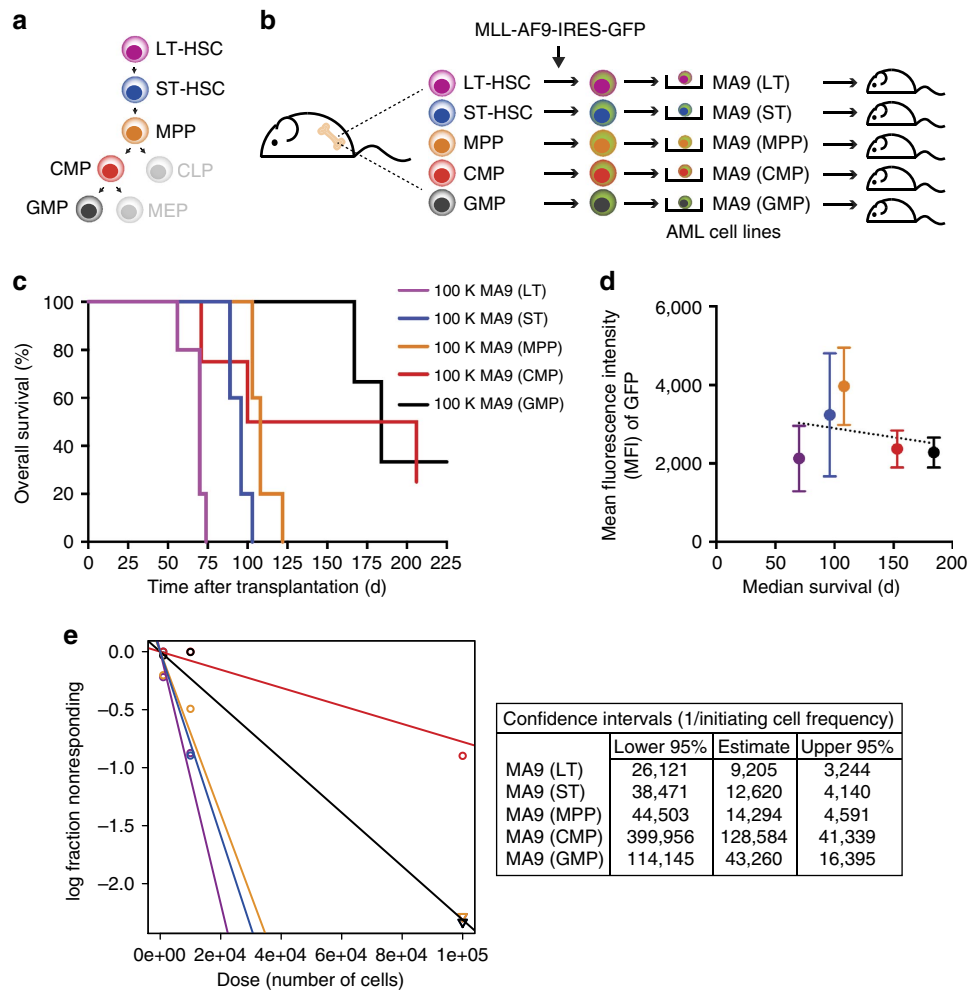 a
LT-HSC
ST-HSC
MPP
CMP
CLP
GMP
MEP
b
MLL-AF9-IRES-GFP
LT-HSC
MA9 (LT)
ST-HSC
MA9 (ST)
MPP
MA9 (MPP)
CMP
MA9 (CMP)
GMP
MA9 (GMP)
AML cell lines
c
Overall survival (%)
100
80
60
40
20
0
0 25 50 75 100 125 150 175 200 225
Time after transplantation (d)
100 K MA9 (LT)
100 K MA9 (ST)
100 K MA9 (MPP)
100 K MA9 (CMP)
100 K MA9 (GMP)
d
Mean fluorescence intensity
(MFI) of GFP
6,000
4,000
2,000
0
0 50 100 150 200
Median survival (d)
e
log fraction nonresponding
0.0
−0.5
−1.0
−1.5
−2.0
0e+00 2e+04 4e+04 6e+04 8e+04 1e+05
Dose (number of cells)
Confidence intervals (1/initiating cell frequency)
Lower 95% Estimate Upper 95%
MA9 (LT) 26,121 9,205 3,244
MA9 (ST) 38,471 12,620 4,140
MA9 (MPP) 44,503 14,294 4,591
MA9 (CMP) 399,956 128,584 41,339
MA9 (GMP) 114,145 43,260 16,395